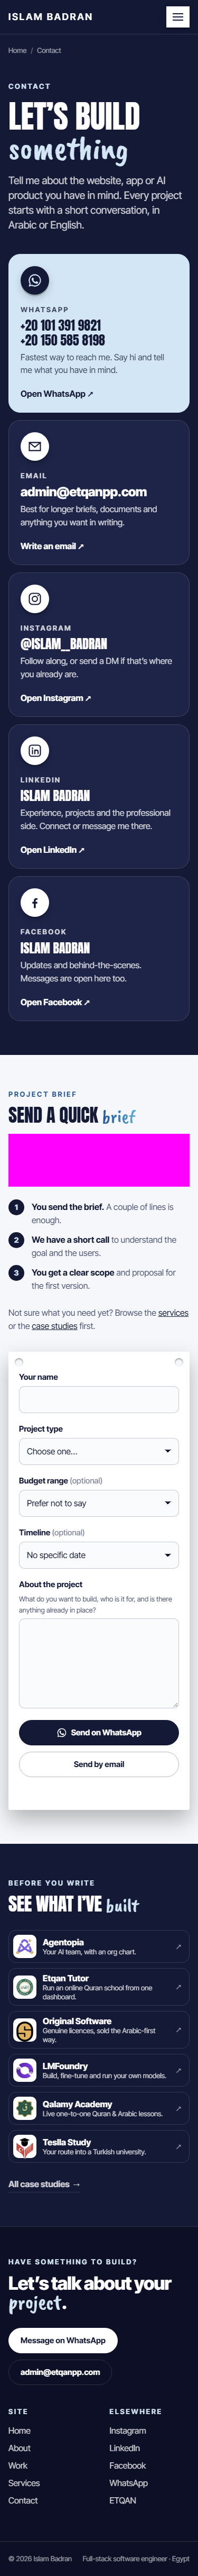 ISLAM BADRAN
Home / Contact
CONTACT
LET'S BUILD
something
Tell me about the website, app or AI
product you have in mind. Every project
starts with a short conversation, in
Arabic or English.
WHATSAPP
+20 101 391 9821
+20 150 585 8198
Fastest way to reach me. Say hi and tell
me what you have in mind.
Open WhatsApp ↗
EMAIL
admin@etqanpp.com
Best for longer briefs, documents and
anything you want in writing.
Write an email ↗
INSTAGRAM
@ISLAM__BADRAN
Follow along, or send a DM if that's where
you already are.
Open Instagram ↗
LINKEDIN
ISLAM BADRAN
Experience, projects and the professional
side. Connect or message me there.
Open LinkedIn ↗
FACEBOOK
ISLAM BADRAN
Updates and behind-the-scenes.
Messages are open here too.
Open Facebook ↗
PROJECT BRIEF
SEND A QUICK brief
1 You send the brief. A couple of lines is
enough.
2 We have a short call to understand the
goal and the users.
3 You get a clear scope and proposal for
the first version.
Not sure what you need yet? Browse the services
or the case studies first.
Your name
Project type
Choose one...
Budget range (optional)
Prefer not to say
Timeline (optional)
No specific date
About the project
What do you want to build, who is it for, and is there
anything already in place?
Send on WhatsApp
Send by email
BEFORE YOU WRITE
SEE WHAT I'VE built
Agentopia
Your AI team, with an org chart.
↗
Etqan Tutor
Run an online Quran school from one
dashboard.
↗
Original Software
Genuine licences, sold the Arabic-first
way.
↗
LMFoundry
Build, fine-tune and run your own models.
↗
Qalamy Academy
Live one-to-one Quran & Arabic lessons.
↗
Teslla Study
Your route into a Turkish university.
↗
All case studies →
HAVE SOMETHING TO BUILD?
Let's talk about your
project.
Message on WhatsApp
admin@etqanpp.com
SITE
Home
About
Work
Services
Contact
ELSEWHERE
Instagram
LinkedIn
Facebook
WhatsApp
ETQAN
© 2026 Islam Badran Full-stack software engineer · Egypt